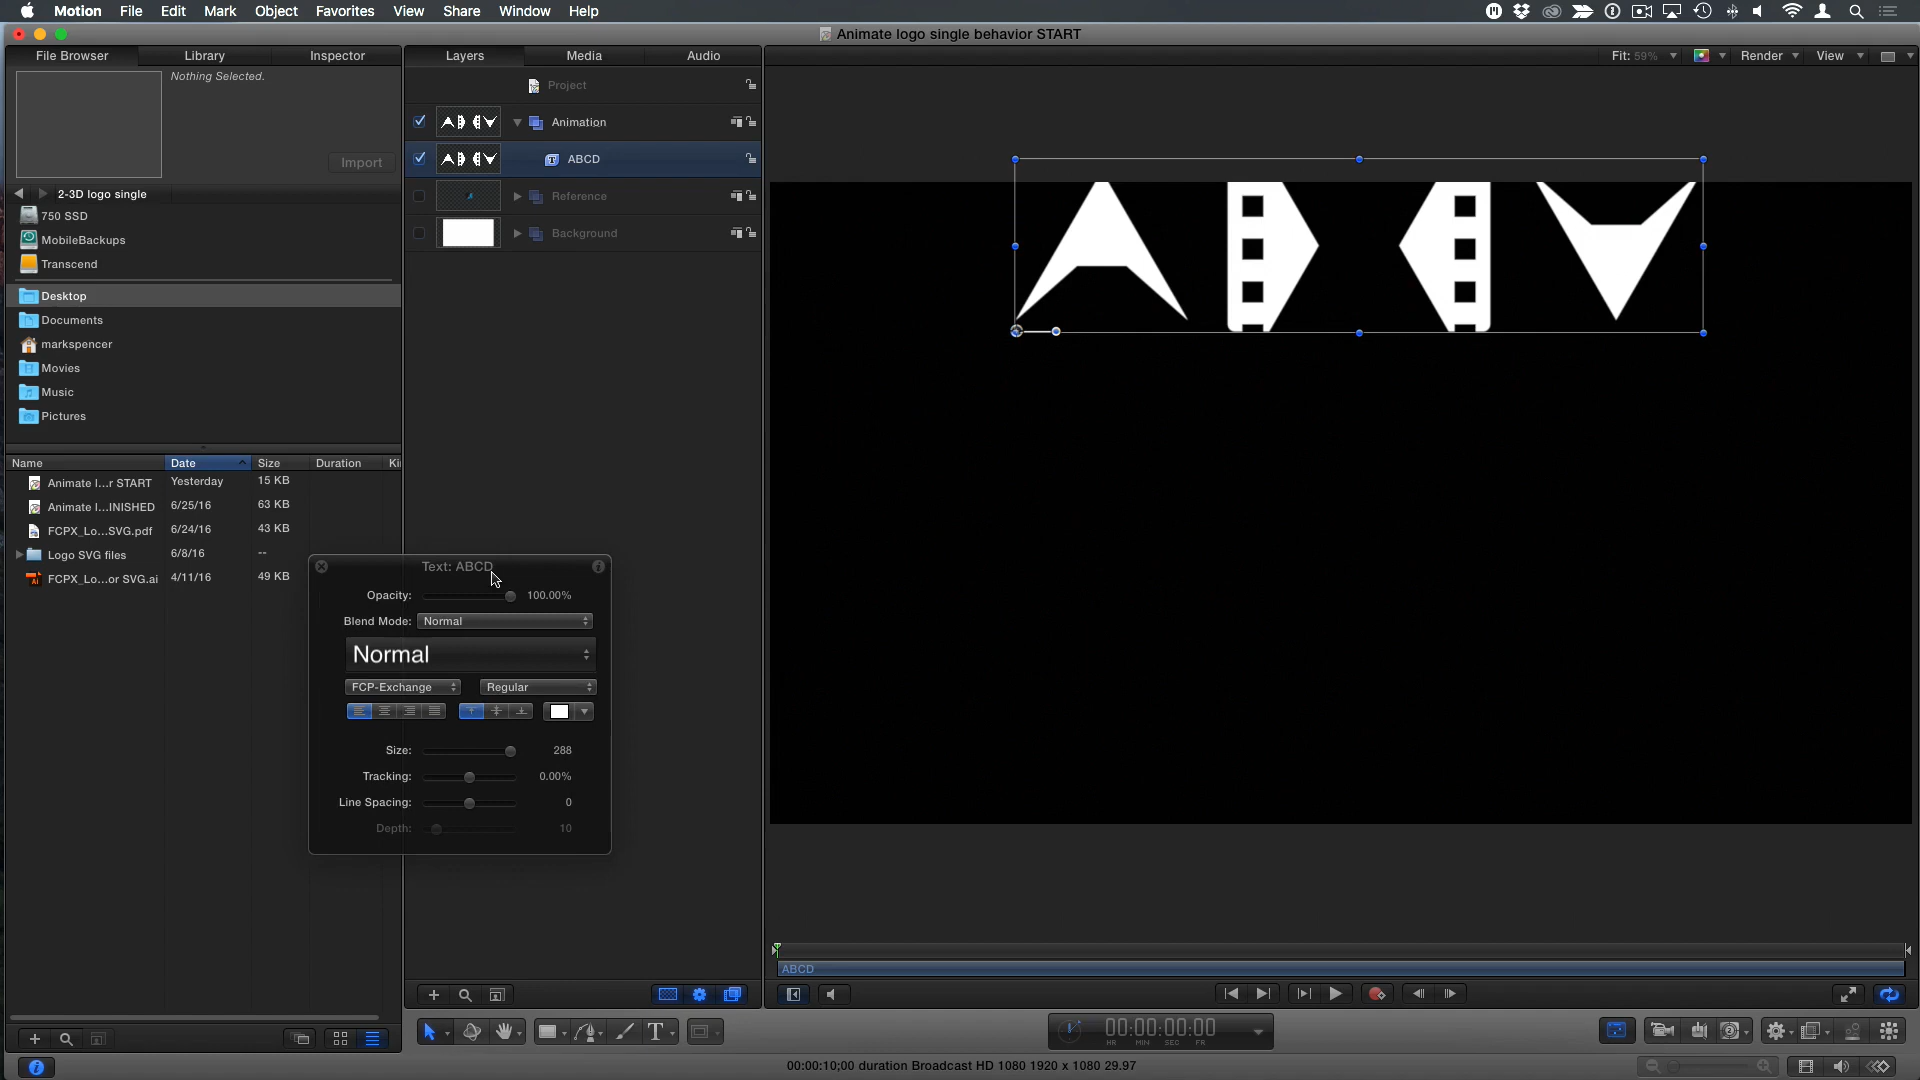 Motion File Edit Mark Object Favorites View Share Window Help
Animate logo single behavior START
File Browser Library Inspector Layers Media Audio Fit: 59% Render View
Nothing Selected.
Project
Import
Animation
ABCD
Reference
Background
2-3D logo single
750 SSD
MobileBackups
Transcend
Desktop
Documents
markspencer
Movies
Music
Pictures
Name Date Size Duration Ki
Animate l...r START Yesterday 15 KB
Animate l...INISHED 6/25/16 63 KB
FCPX_Lo...SVG.pdf 6/24/16 43 KB
Logo SVG files 6/8/16 --
FCPX_Lo...or SVG.ai 4/11/16 49 KB
Text: ABCD
Opacity: 100.00%
Blend Mode: Normal
Normal
FCP-Exchange Regular
Size: 288
Tracking: 0.00%
Line Spacing: 0
Depth: 10
ABCD
00:00:00:00
HR MIN SEC FR
00:00:10;00 duration Broadcast HD 1080 1920 x 1080 29.97